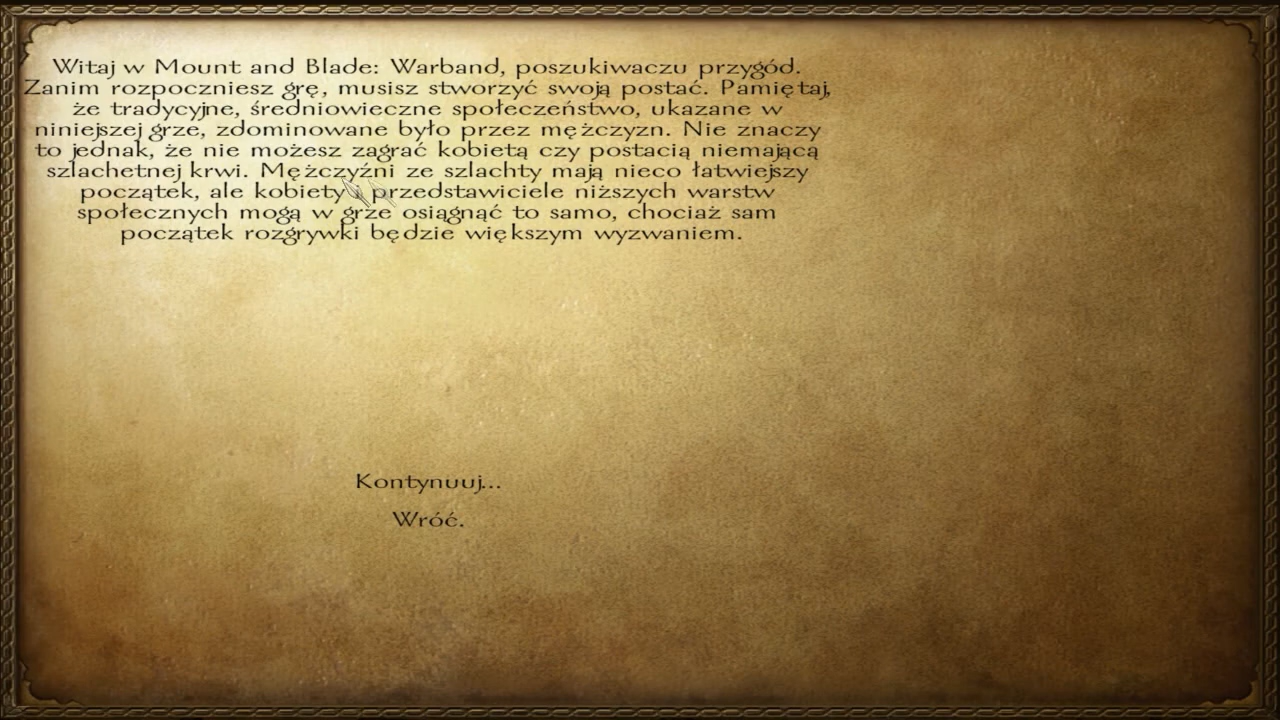 Witaj w Mount and Blade: Warband, poszukiwaczu przygód.
Zanim rozpoczniesz grę, musisz stworzyć swoją postać. Pamiętaj,
że tradycyjne, średniowieczne społeczeństwo, ukazane w
niniejszej grze, zdominowane było przez mężczyzn. Nie znaczy
to jednak, że nie możesz zagrać kobietą czy postacią niemającą
szlachetnej krwi. Mężczyźni ze szlachty mają nieco łatwiejszy
początek, ale kobiety i przedstawiciele niższych warstw
społecznych mogą w grze osiągnąć to samo, chociaż sam
początek rozgrywki będzie większym wyzwaniem.
Kontynuuj...
Wróć.